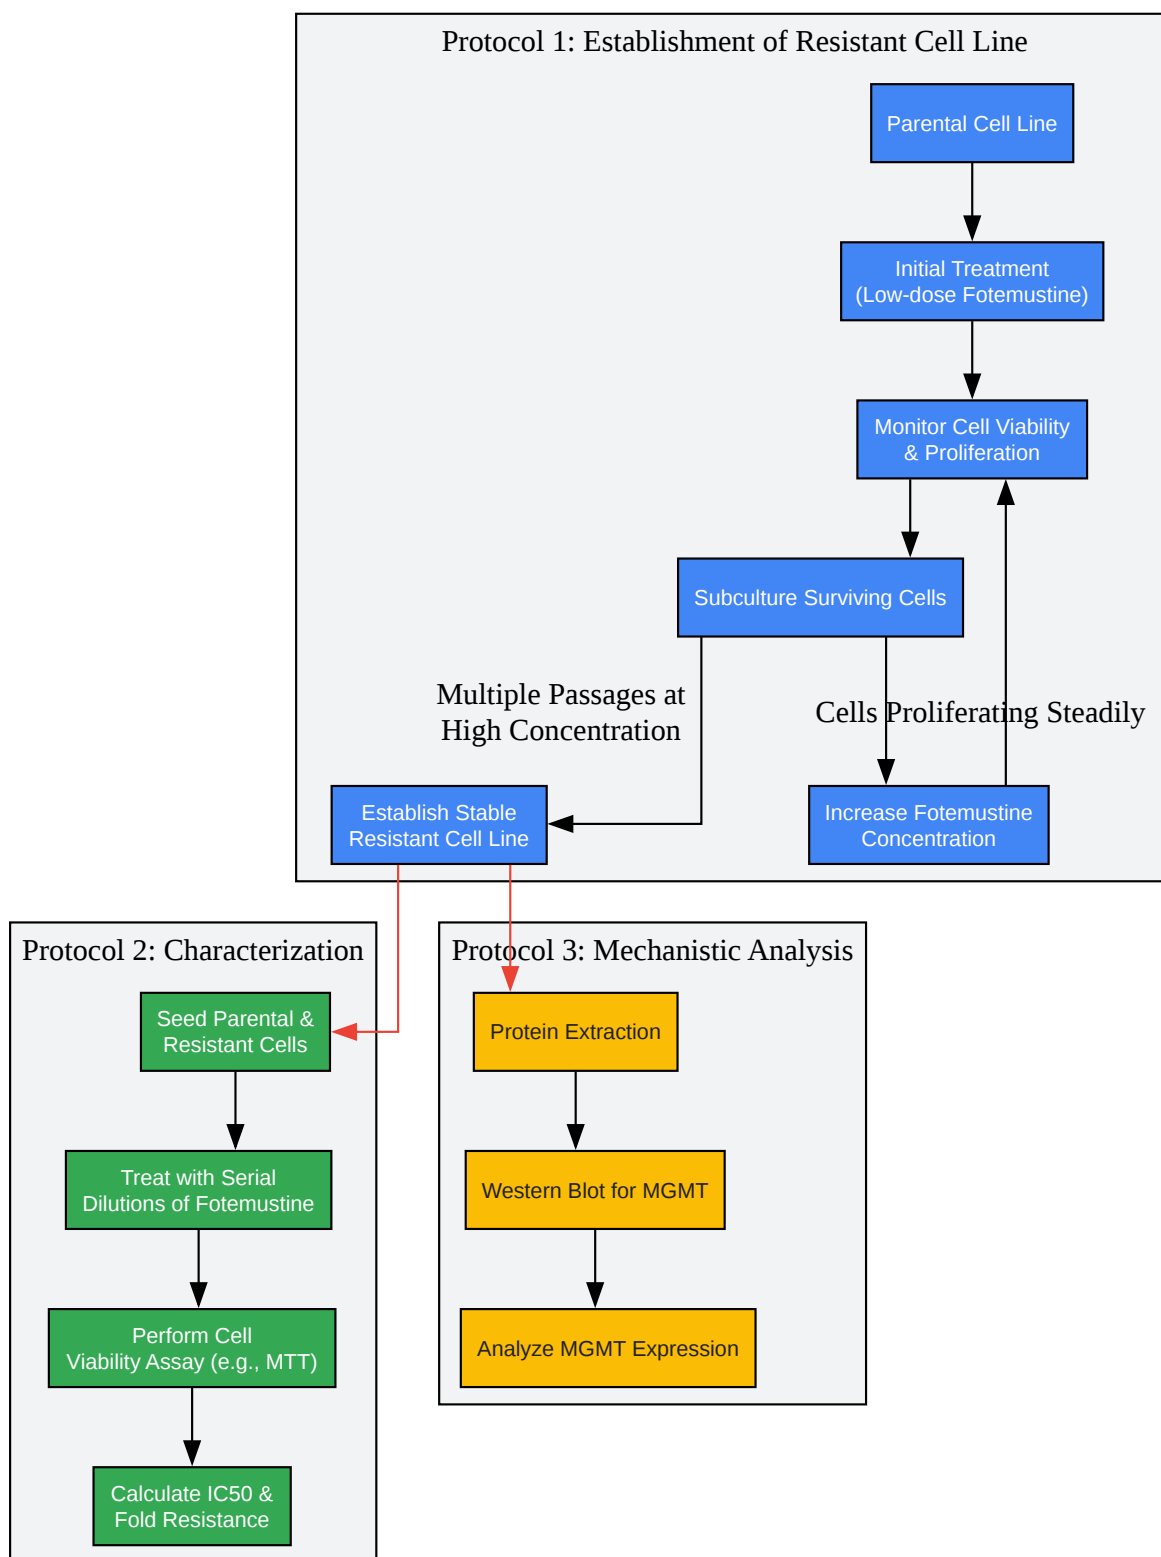 Protocol 1: Establishment of Resistant Cell Line
Parental Cell Line
Initial Treatment
(Low-dose Fotemustine)
Monitor Cell Viability
& Proliferation
Subculture Surviving Cells
Multiple Passages at
High Concentration
Cells Proliferating Steadily
Establish Stable
Resistant Cell Line
Increase Fotemustine
Concentration
Protocol 2: Characterization
Seed Parental &
Resistant Cells
Treat with Serial
Dilutions of Fotemustine
Perform Cell
Viability Assay (e.g., MTT)
Calculate IC50 &
Fold Resistance
Protocol 3: Mechanistic Analysis
Protein Extraction
Western Blot for MGMT
Analyze MGMT Expression